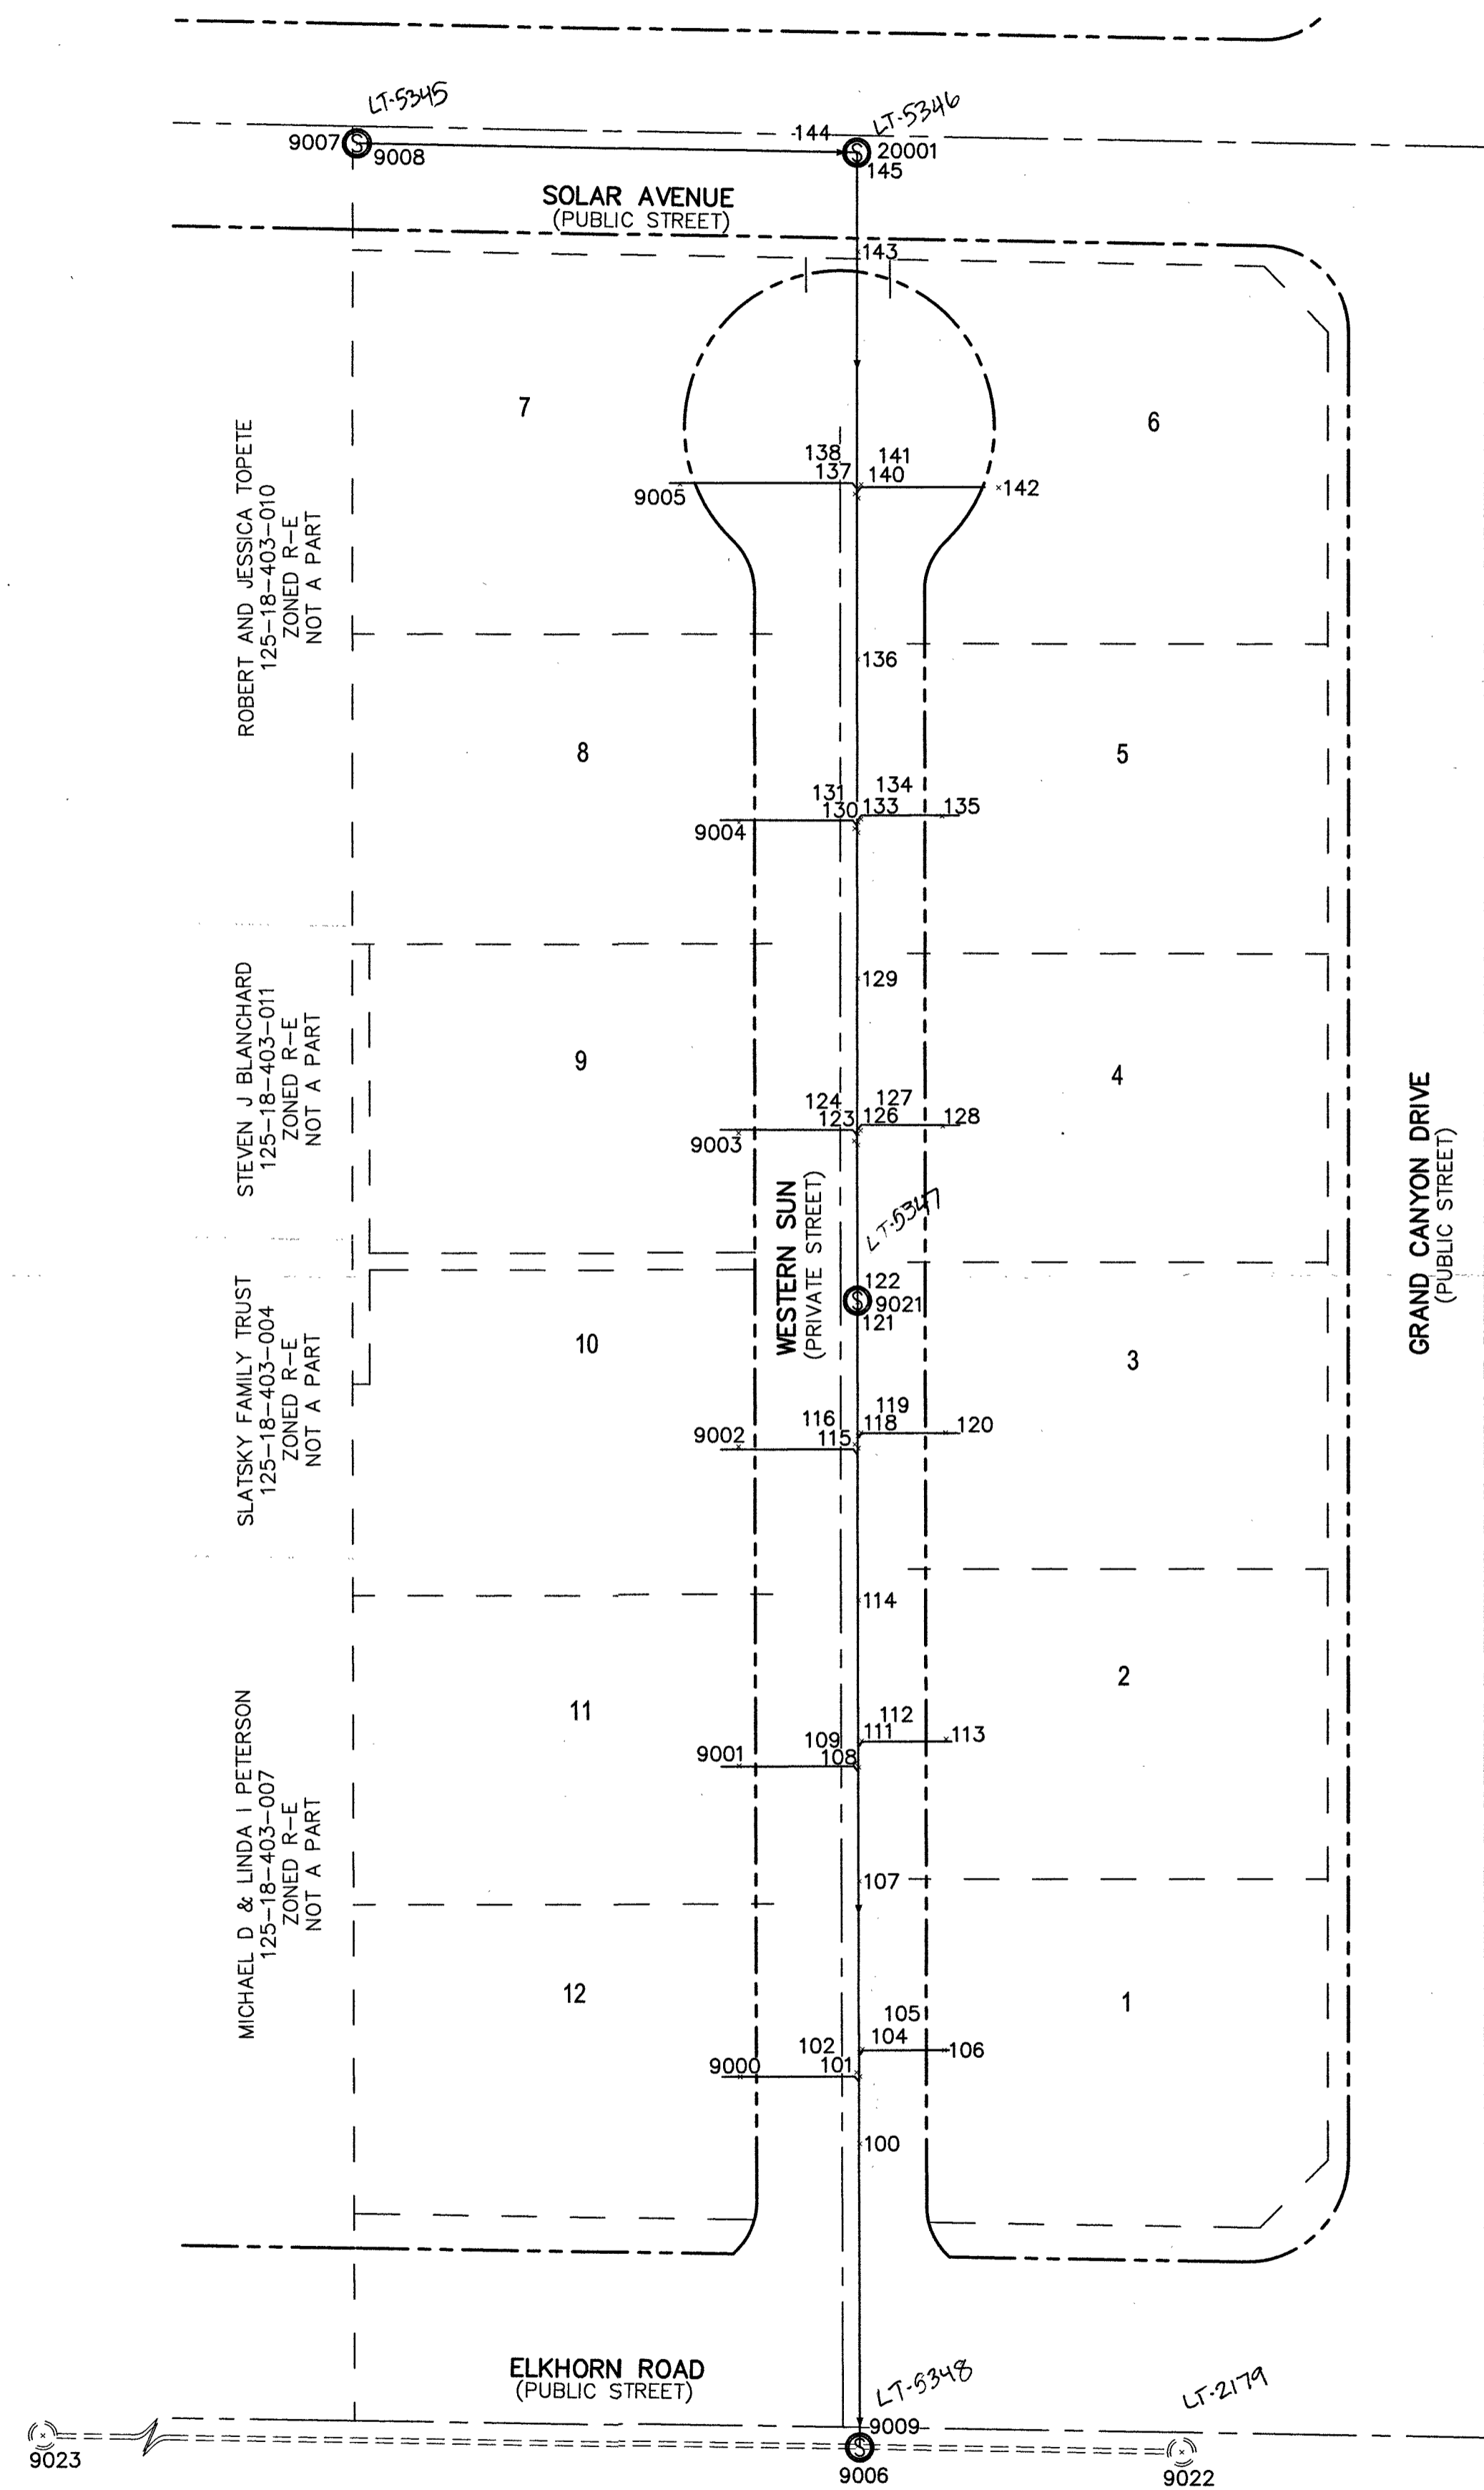 LT-5345
LT-5346
144
9007 S
9008
S 20001
145
SOLAR AVENUE
(PUBLIC STREET)
143
7
6
138
141
137
140
9005
142
ROBERT AND JESSICA TOPETE
125-18-403-010
ZONED R-E
NOT A PART
136
8
5
131
134
130
133
135
9004
129
STEVEN J BLANCHARD
125-18-403-011
ZONED R-E
NOT A PART
9
4
124
127
123
126
128
9003
WESTERN SUN
(PRIVATE STREET)
LT-5347
122
S 9021
121
GRAND CANYON DRIVE
(PUBLIC STREET)
SLATSKY FAMILY TRUST
125-18-403-004
ZONED R-E
NOT A PART
10
3
119
116
118
120
9002
115
114
11
2
112
109
111
113
9001
108
MICHAEL D & LINDA I PETERSON
125-18-403-007
ZONED R-E
NOT A PART
107
12
1
105
102
104
106
9000
101
100
ELKHORN ROAD
(PUBLIC STREET)
LT-5348
LT-2179
9009
S
9023
9006
9022